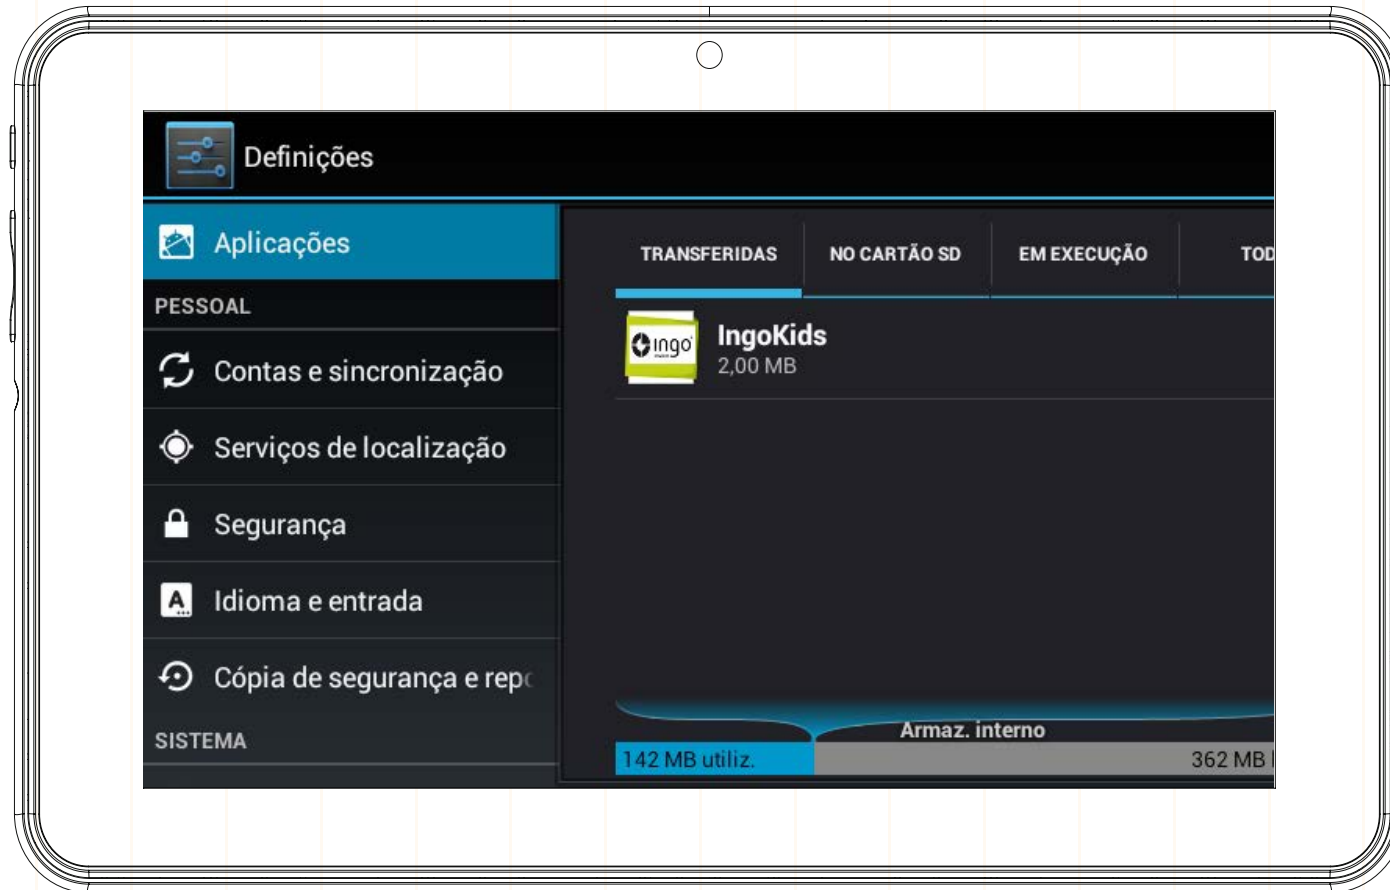 Definições
Aplicações
PESSOAL
Contas e sincronização
Serviços de localização
Segurança
Idioma e entrada
Cópia de segurança e rep
SISTEMA
TRANSFERIDAS NO CARTÃO SD EM EXECUÇÃO TOD
ingo
IngoKids
2,00 MB
Armaz. interno
142 MB utiliz. 362 MB